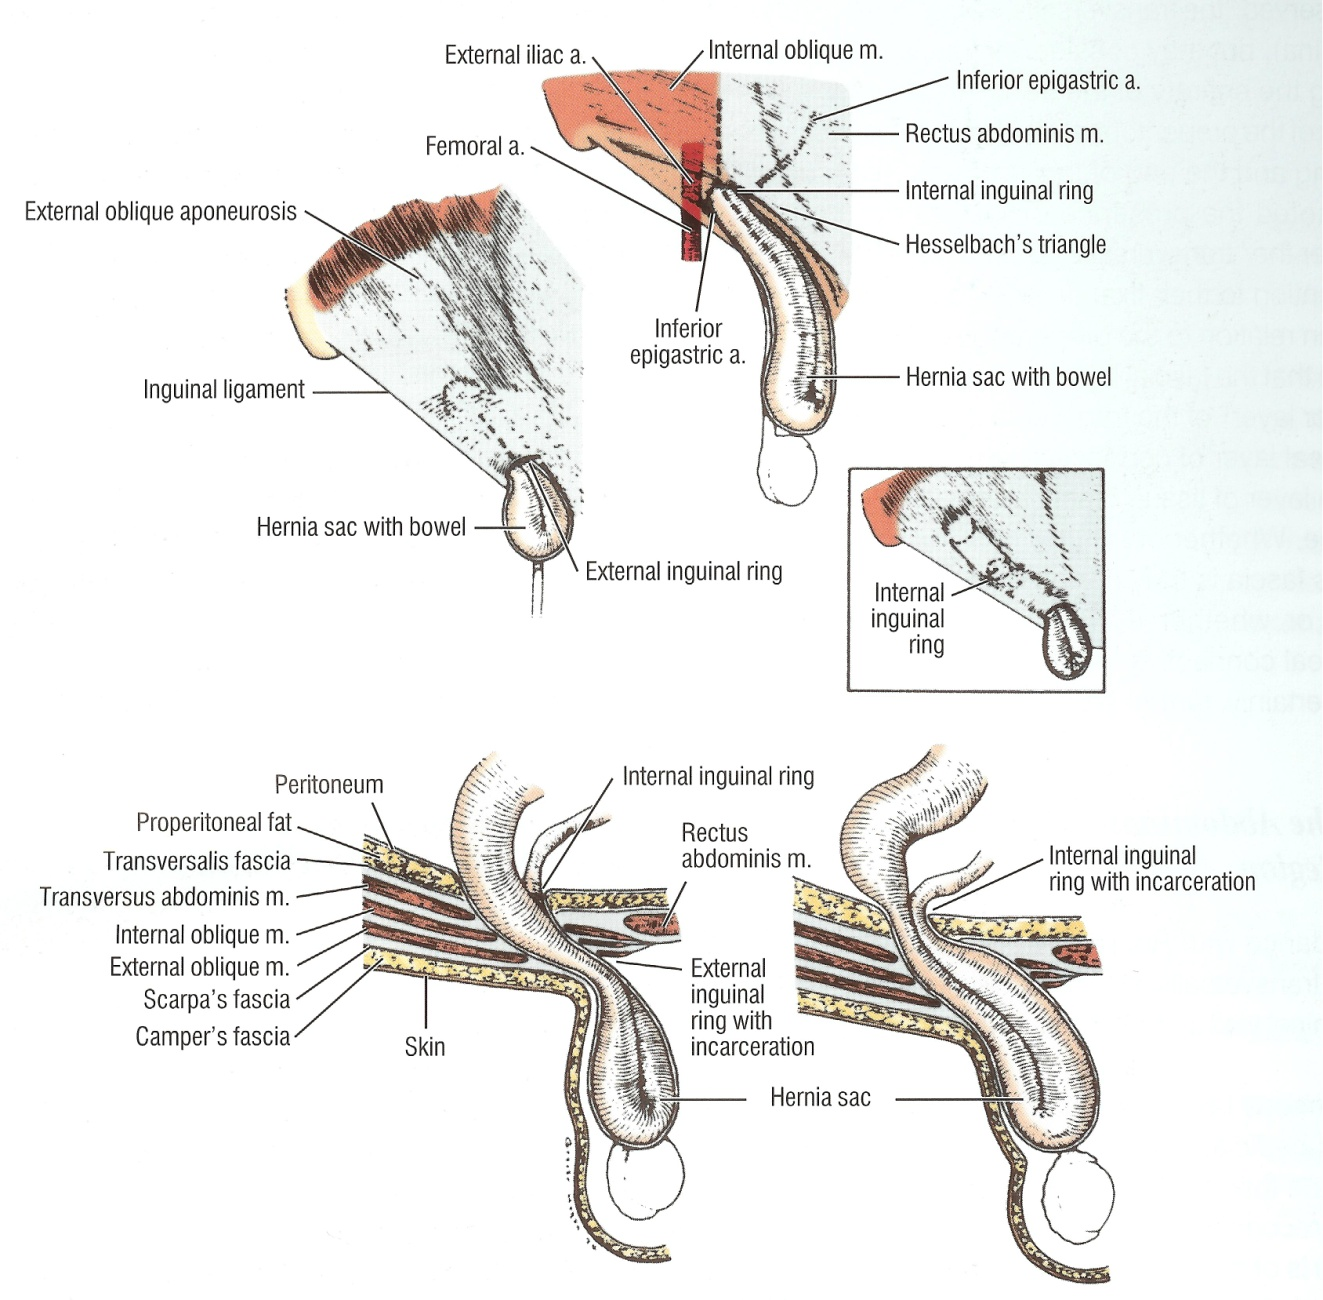 External iliac a.
Internal oblique m.
Inferior epigastric a.
Rectus abdominis m.
Femoral a.
Internal inguinal ring
External oblique aponeurosis
Hesselbach's triangle
Inferior
epigastric a.
Hernia sac with bowel
Inguinal ligament
Hernia sac with bowel
External inguinal ring
Internal
inguinal
ring
Peritoneum
Internal inguinal ring
Properitoneal fat
Rectus
abdominis m.
Transversalis fascia
Internal inguinal
ring with incarceration
Transversus abdominis m.
Internal oblique m.
External oblique m.
External
inguinal
ring with
incarceration
Scarpa's fascia
Camper's fascia
Skin
Hernia sac